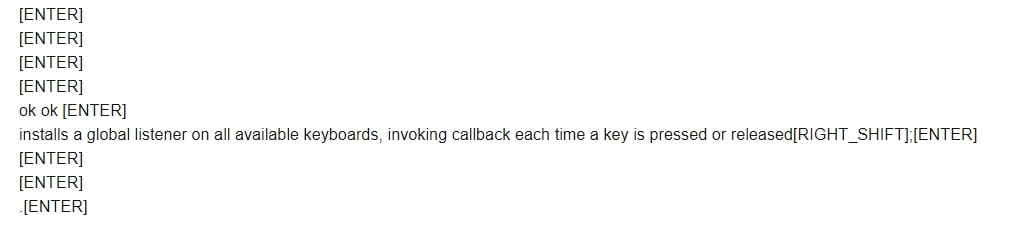 [ENTER]
[ENTER]
[ENTER]
[ENTER]
ok ok [ENTER]
installs a global listener on all available keyboards, invoking callback each time a key is pressed or released[RIGHT_SHIFT];[ENTER]
[ENTER]
[ENTER]
.[ENTER]